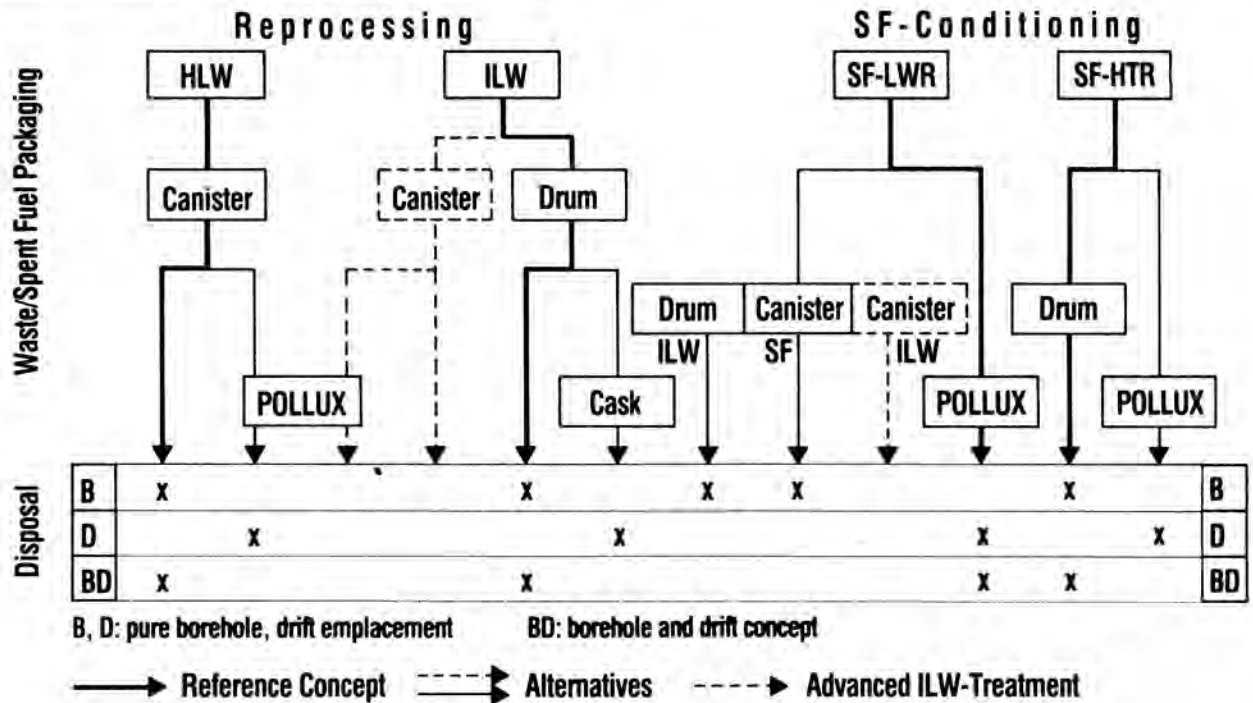 Reprocessing SF-Conditioning
Waste/Spent Fuel Packaging
HLW ILW SF-LWR SF-HTR
Canister Canister Drum
Drum Canister Canister Drum
ILW SF ILW
POLLUX Cask POLLUX POLLUX
Disposal
B x x x x x B
D x x x x D
BD x x x x BD
B, D: pure borehole, drift emplacement BD: borehole and drift concept
Reference Concept Alternatives Advanced ILW-Treatment